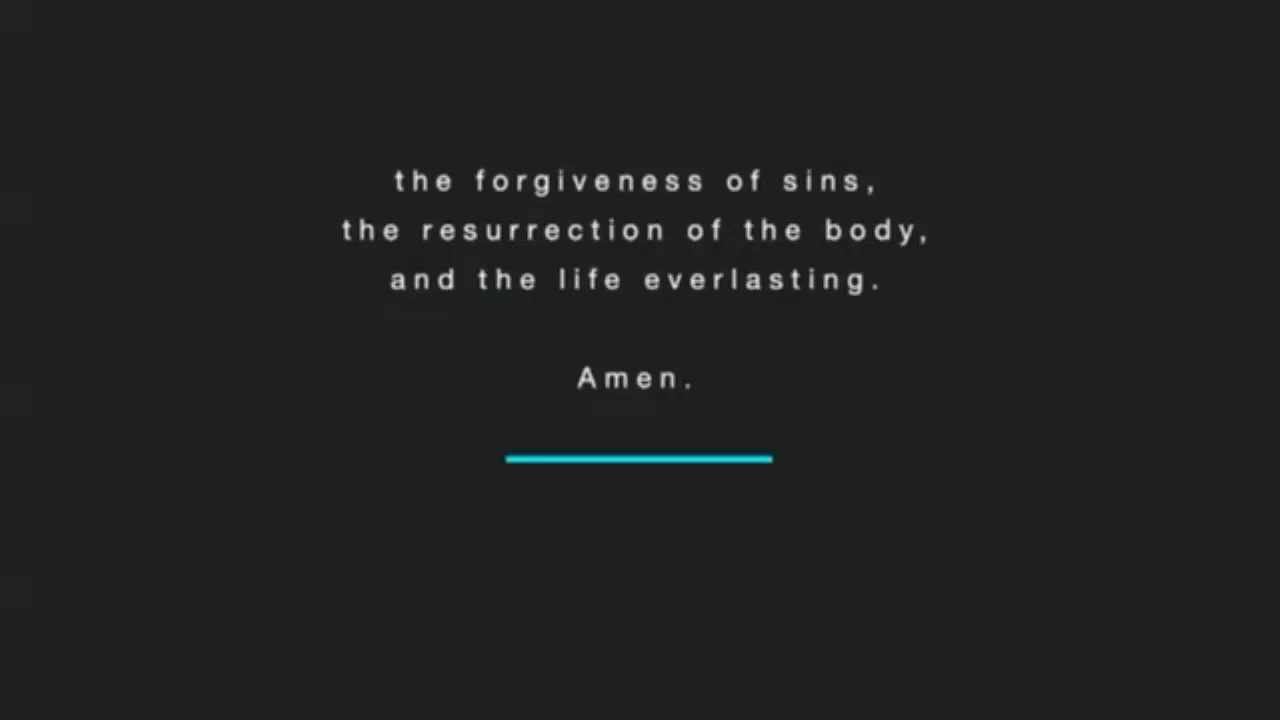 the forgiveness of sins,
the resurrection of the body,
and the life everlasting.
Amen.